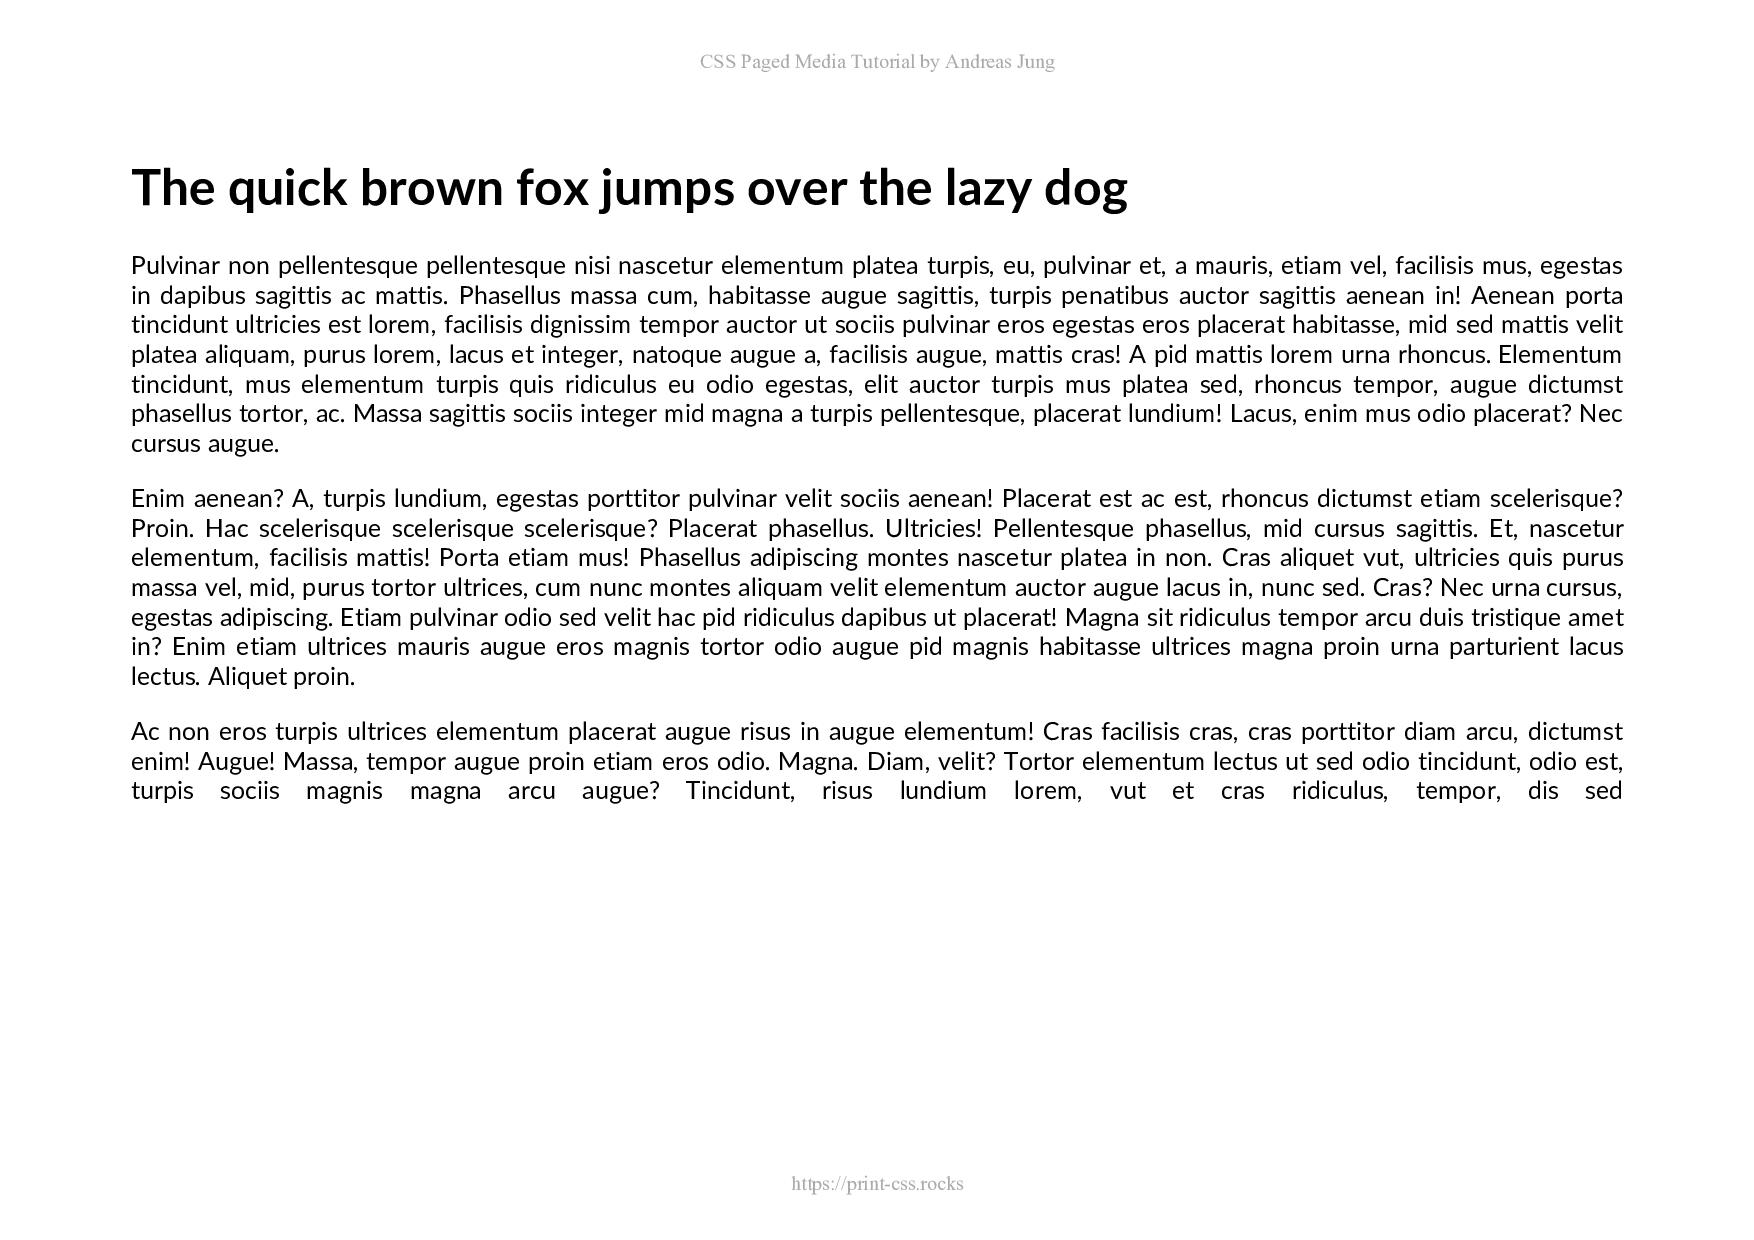 CSS Paged Media Tutorial by Andreas Jung
The quick brown fox jumps over the lazy dog
Pulvinar non pellentesque pellentesque nisi nascetur elementum platea turpis, eu, pulvinar et, a mauris, etiam vel, facilisis mus, egestas
in dapibus sagittis ac mattis. Phasellus massa cum, habitasse augue sagittis, turpis penatibus auctor sagittis aenean in! Aenean porta
tincidunt ultricies est lorem, facilisis dignissim tempor auctor ut sociis pulvinar eros egestas eros placerat habitasse, mid sed mattis velit
platea aliquam, purus lorem, lacus et integer, natoque augue a, facilisis augue, mattis cras! A pid mattis lorem urna rhoncus. Elementum
tincidunt, mus elementum turpis quis ridiculus eu odio egestas, elit auctor turpis mus platea sed, rhoncus tempor, augue dictumst
phasellus tortor, ac. Massa sagittis sociis integer mid magna a turpis pellentesque, placerat lundium! Lacus, enim mus odio placerat? Nec
cursus augue.
Enim aenean? A, turpis lundium, egestas porttitor pulvinar velit sociis aenean! Placerat est ac est, rhoncus dictumst etiam scelerisque?
Proin. Hac scelerisque scelerisque scelerisque? Placerat phasellus. Ultricies! Pellentesque phasellus, mid cursus sagittis. Et, nascetur
elementum, facilisis mattis! Porta etiam mus! Phasellus adipiscing montes nascetur platea in non. Cras aliquet vut, ultricies quis purus
massa vel, mid, purus tortor ultrices, cum nunc montes aliquam velit elementum auctor augue lacus in, nunc sed. Cras? Nec urna cursus,
egestas adipiscing. Etiam pulvinar odio sed velit hac pid ridiculus dapibus ut placerat! Magna sit ridiculus tempor arcu duis tristique amet
in? Enim etiam ultrices mauris augue eros magnis tortor odio augue pid magnis habitasse ultrices magna proin urna parturient lacus
lectus. Aliquet proin.
Ac non eros turpis ultrices elementum placerat augue risus in augue elementum! Cras facilisis cras, cras porttitor diam arcu, dictumst
enim! Augue! Massa, tempor augue proin etiam eros odio. Magna. Diam, velit? Tortor elementum lectus ut sed odio tincidunt, odio est,
turpis sociis magnis magna arcu augue? Tincidunt, risus lundium lorem, vut et cras ridiculus, tempor, dis sed
https://print-css.rocks